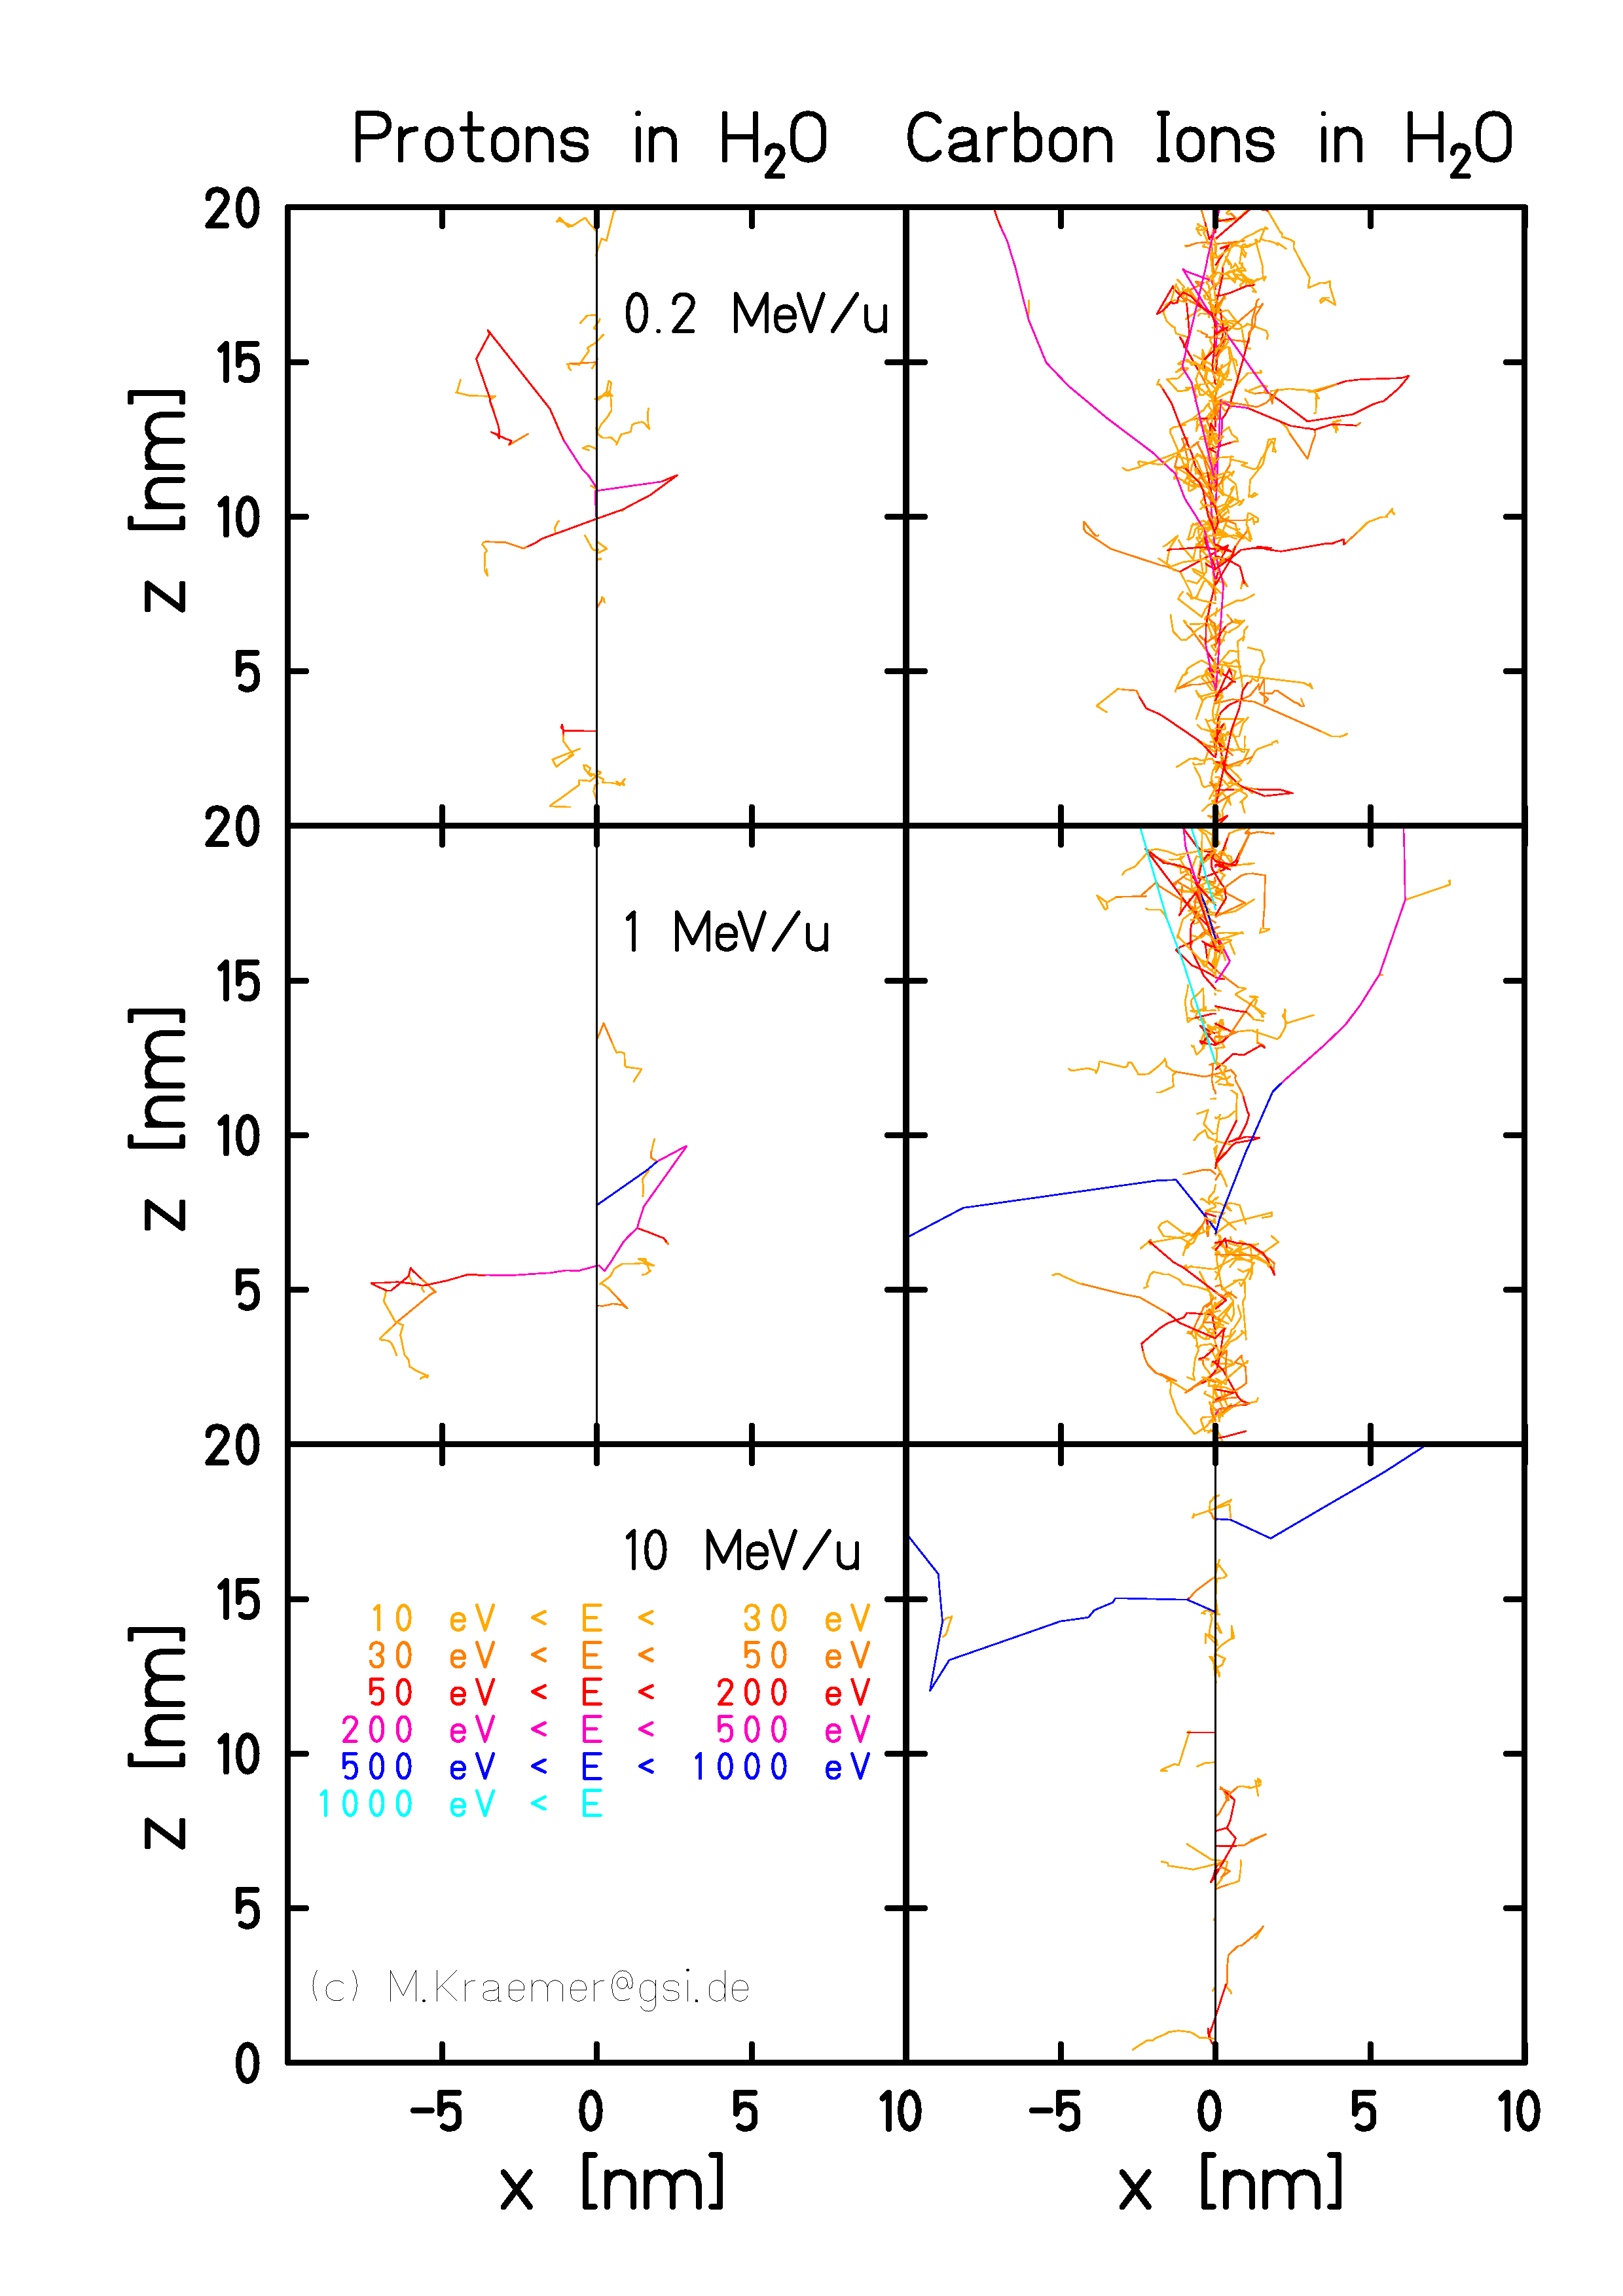 Protons in H2O Carbon Ions in H2O
20
0.2 MeV/u
15
10
5
z [nm]
20
1 MeV/u
15
10
5
z [nm]
20
10 MeV/u
15
10 eV < E < 30 eV
30 eV < E < 50 eV
50 eV < E < 200 eV
200 eV < E < 500 eV
500 eV < E < 1000 eV
1000 eV < E
10
5
z [nm]
(c) M.Kraemer@gsi.de
0
-5 0 5 10 -5 0 5 10
x [nm] x [nm]